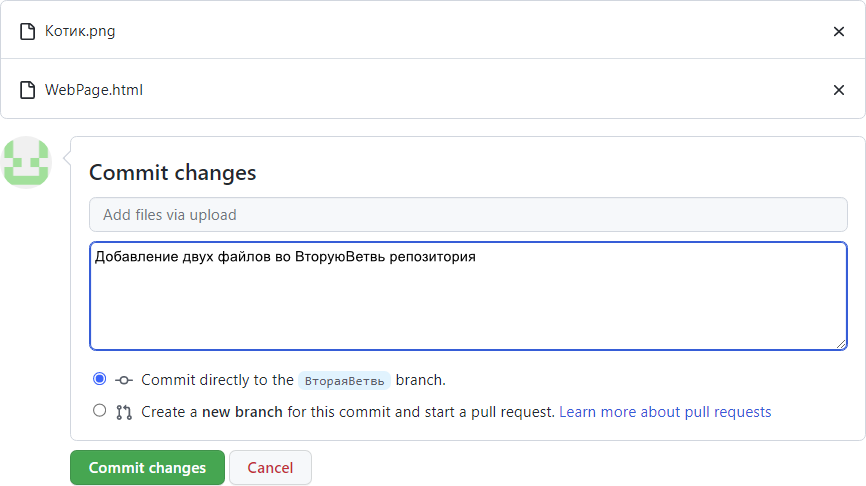 Котик.png
WebPage.html
Commit changes
Add files via upload
Добавление двух файлов во ВторуюВетвь репозитория
Commit directly to the ВтораяВетвь branch.
Create a new branch for this commit and start a pull request. Learn more about pull requests
Commit changes Cancel